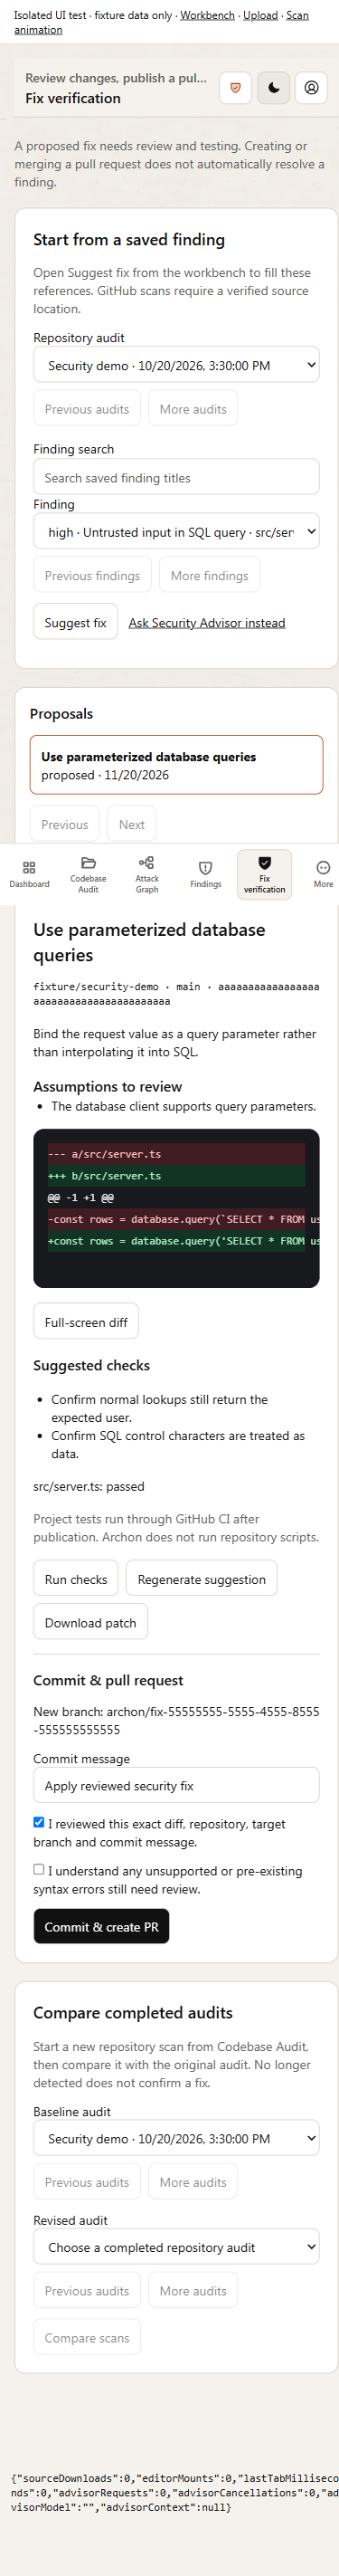 Isolated UI test · fixture data only · Workbench · Upload · Scan
animation
Review changes, publish a pul...
Fix verification
A proposed fix needs review and testing. Creating or
merging a pull request does not automatically resolve a
finding.
Start from a saved finding
Open Suggest fix from the workbench to fill these
references. GitHub scans require a verified source
location.
Repository audit
Security demo · 10/20/2026, 3:30:00 PM
Previous audits
More audits
Finding search
Search saved finding titles
Finding
high · Untrusted input in SQL query · src/ser
Previous findings
More findings
Suggest fix
Ask Security Advisor instead
Proposals
Use parameterized database queries
proposed · 11/20/2026
Previous
Next
Dashboard
Codebase
Audit
Attack
Graph
Findings
Fix
verification
More
Use parameterized database
queries
fixture/security-demo · main · aaaaaaaaaaaaaaaaa
aaaaaaaaaaaaaaaaaaaaaaa
Bind the request value as a query parameter rather
than interpolating it into SQL.
Assumptions to review
• The database client supports query parameters.
--- a/src/server.ts
+++ b/src/server.ts
@@ -1 +1 @@
-const rows = database.query(`SELECT * FROM us
+const rows = database.query('SELECT * FROM us
Full-screen diff
Suggested checks
• Confirm normal lookups still return the
expected user.
• Confirm SQL control characters are treated as
data.
src/server.ts: passed
Project tests run through GitHub CI after
publication. Archon does not run repository scripts.
Run checks
Regenerate suggestion
Download patch
Commit & pull request
New branch: archon/fix-55555555-5555-4555-8555
-555555555555
Commit message
Apply reviewed security fix
I reviewed this exact diff, repository, target
branch and commit message.
I understand any unsupported or pre-existing
syntax errors still need review.
Commit & create PR
Compare completed audits
Start a new repository scan from Codebase Audit,
then compare it with the original audit. No longer
detected does not confirm a fix.
Baseline audit
Security demo · 10/20/2026, 3:30:00 PM
Previous audits
More audits
Revised audit
Choose a completed repository audit
Previous audits
More audits
Compare scans
{"sourceDownloads":0,"editorMounts":0,"lastTabMilliseco
nds":0,"advisorRequests":0,"advisorCancellations":0,"ad
visorModel":"","advisorContext":null}